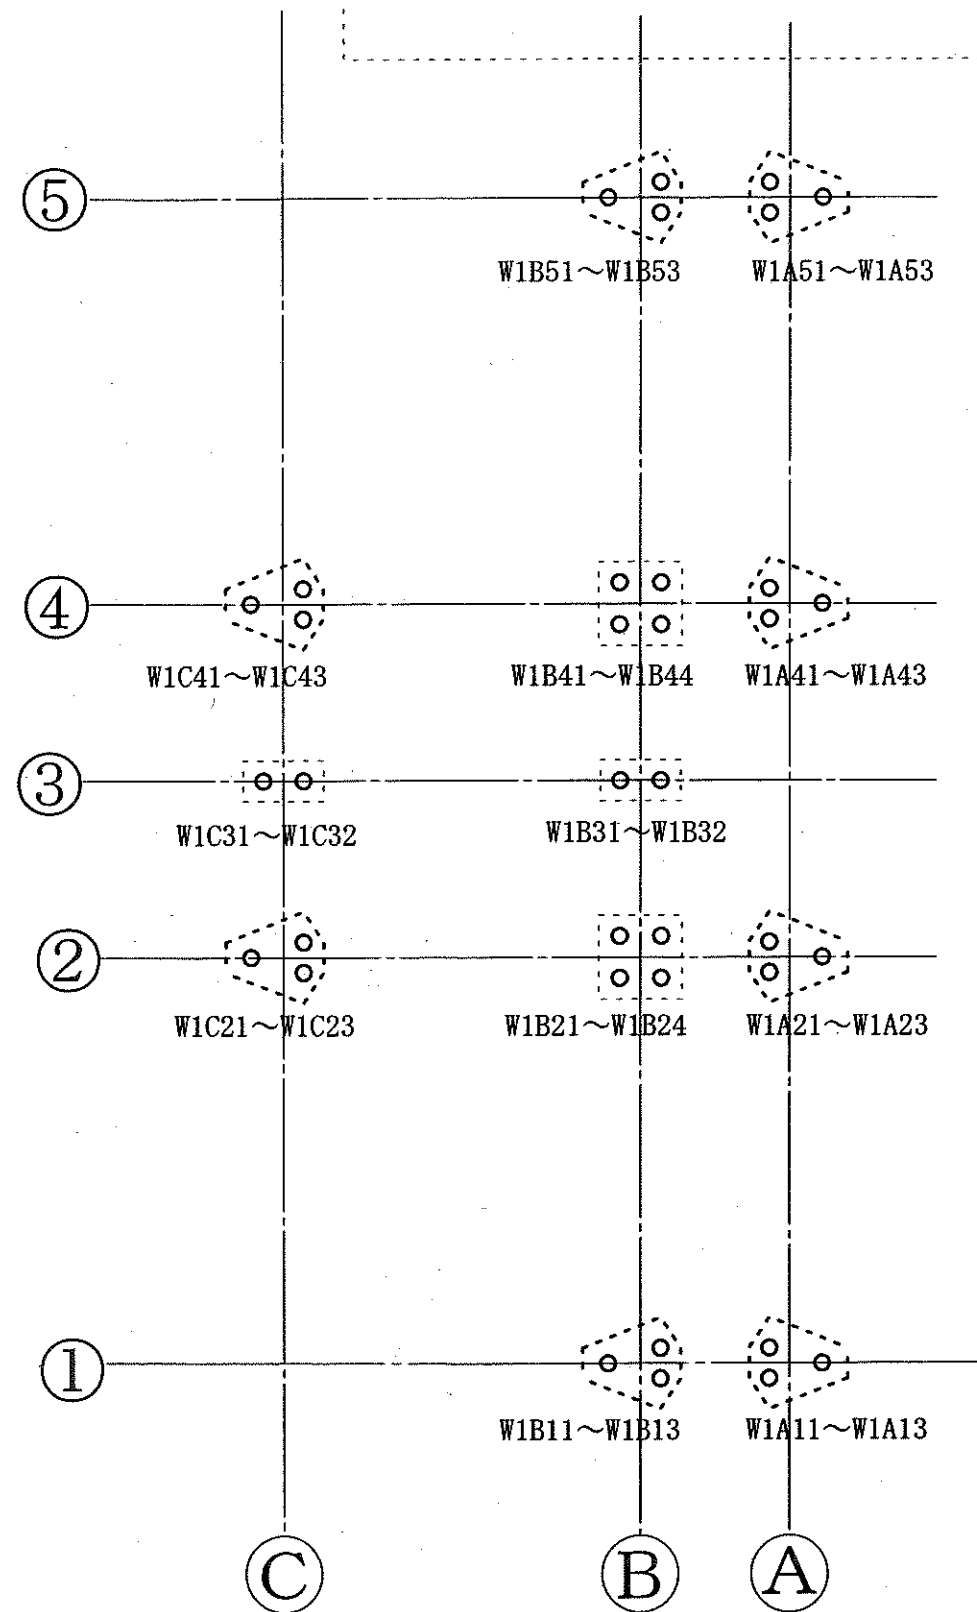 ⑤
W1B51～W1B53 W1A51～W1A53
④
W1C41～W1C43 W1B41～W1B44 W1A41～W1A43
③
W1C31～W1C32 W1B31～W1B32
②
W1C21～W1C23 W1B21～W1B24 W1A21～W1A23
①
W1B11～W1B13 W1A11～W1A13
Ⓒ Ⓑ Ⓐ